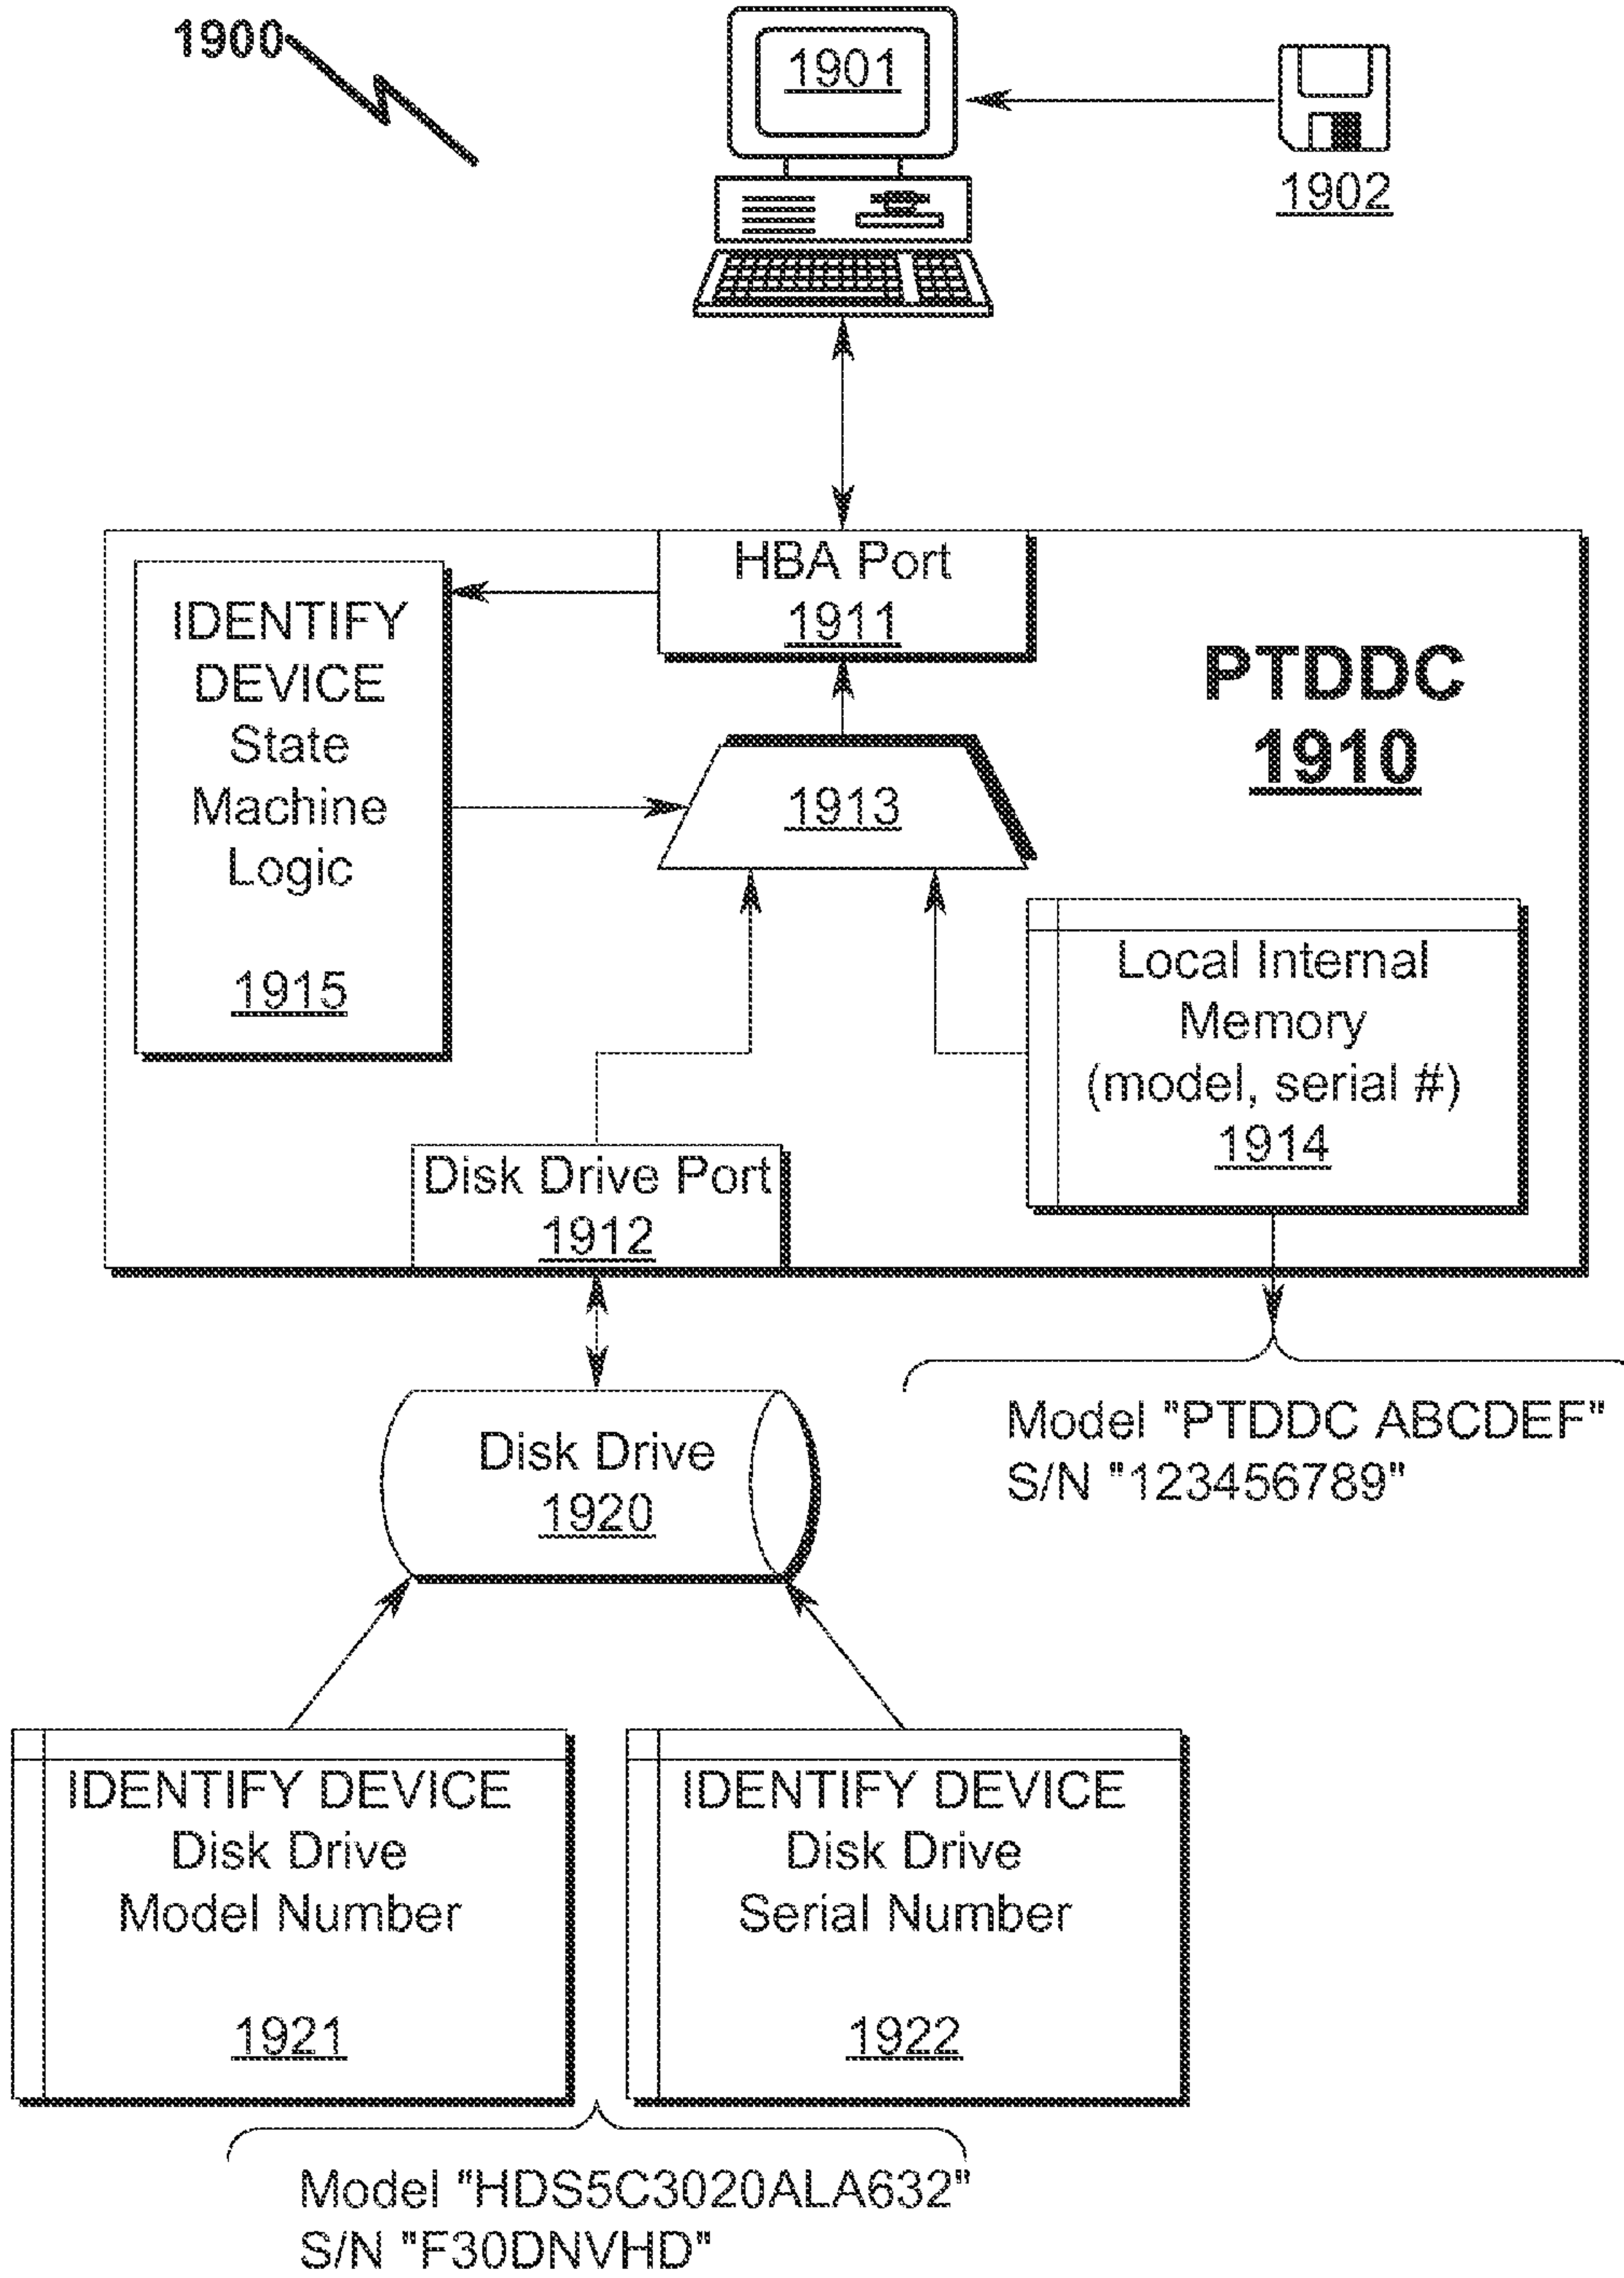 1900
1901
1902
HBA Port
1911
IDENTIFY
DEVICE
State
Machine
Logic
1915
PTDDC
1910
1913
Local Internal
Memory
(model, serial #)
1914
Disk Drive Port
1912
Model "PTDDC ABCDEF"
S/N "123456789"
Disk Drive
1920
IDENTIFY DEVICE
Disk Drive
Model Number
1921
IDENTIFY DEVICE
Disk Drive
Serial Number
1922
Model "HDS5C3020ALA632"
S/N "F30DNVHD"